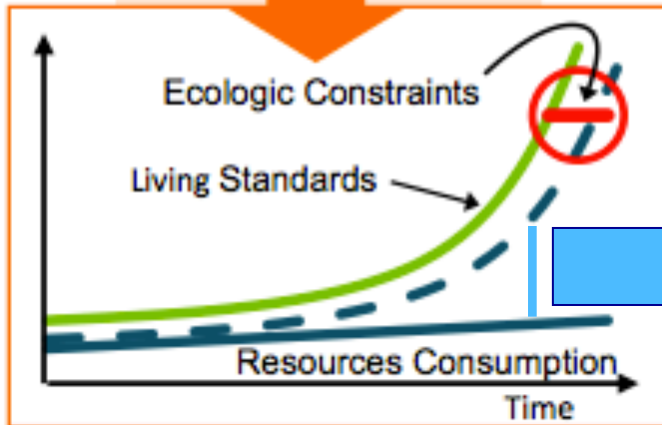 Ecologic Constraints
Living Standards
Resources Consumption
Time